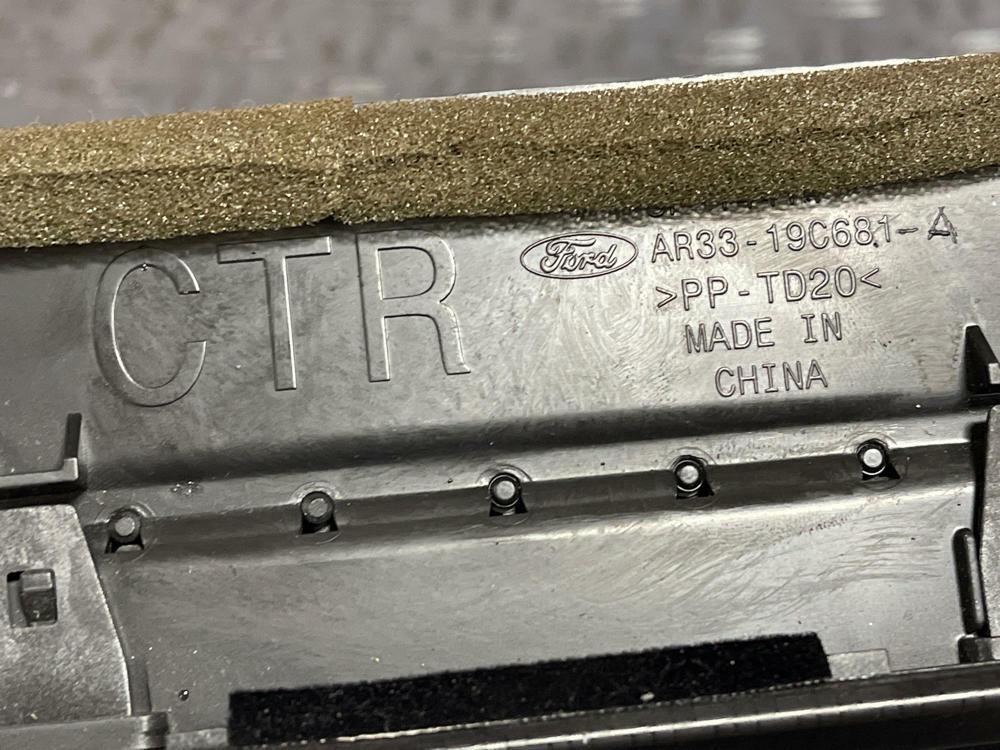 CTR
Ford AR33-19C681-A
>PP-TD20<
MADE IN
CHINA